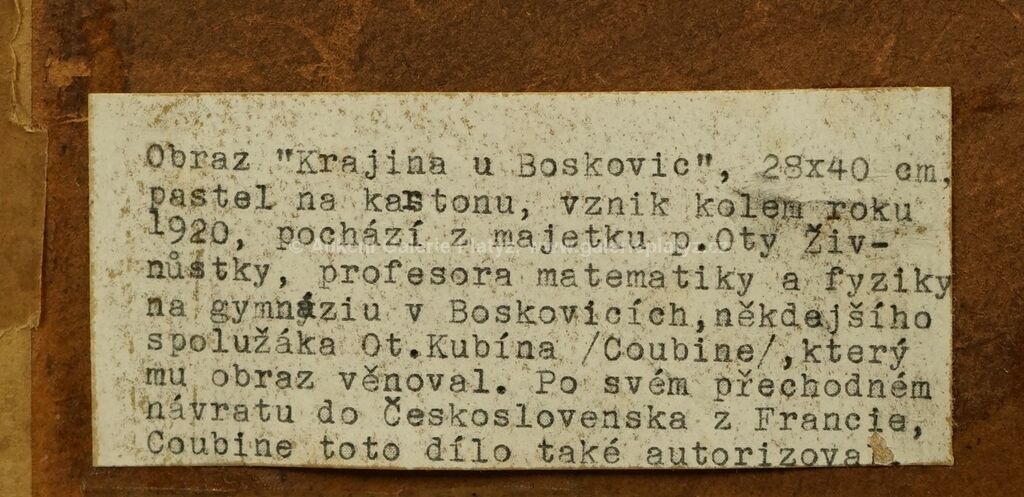 Obraz "Krajina u Boskovic", 28x40 cm,
pastel na kartonu, vznik kolem roku
1920, pochází z majetku p.Oty Živ-
nůstky, profesora matematiky a fyziky
na gymnáziu v Boskovicích,někdejšího
spolužáka Ot.Kubína /Coubine/,který
mu obraz věnoval. Po svém přechodném
návratu do Československa z Francie,
Coubine toto dílo také autorizoval.